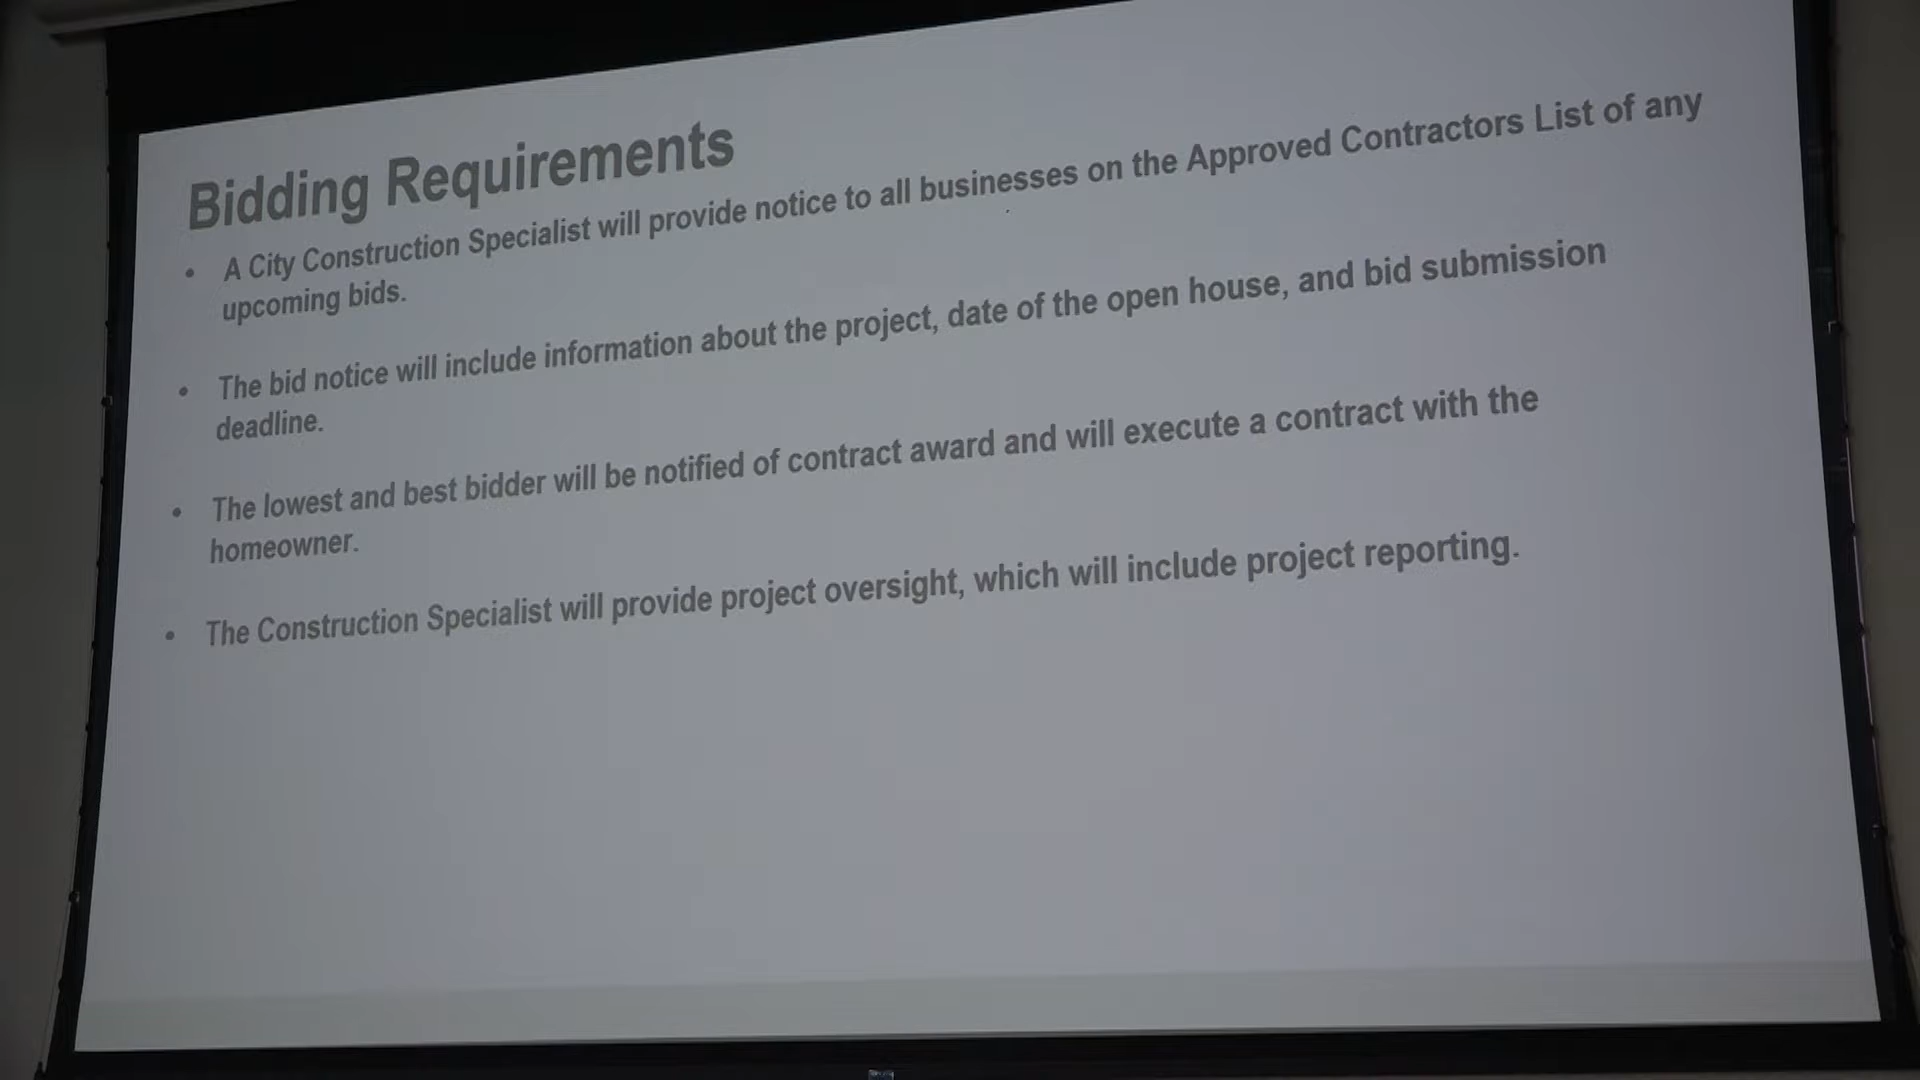 Bidding Requirements
• A City Construction Specialist will provide notice to all businesses on the Approved Contractors List of any
upcoming bids.
• The bid notice will include information about the project, date of the open house, and bid submission
deadline.
• The lowest and best bidder will be notified of contract award and will execute a contract with the
homeowner.
• The Construction Specialist will provide project oversight, which will include project reporting.